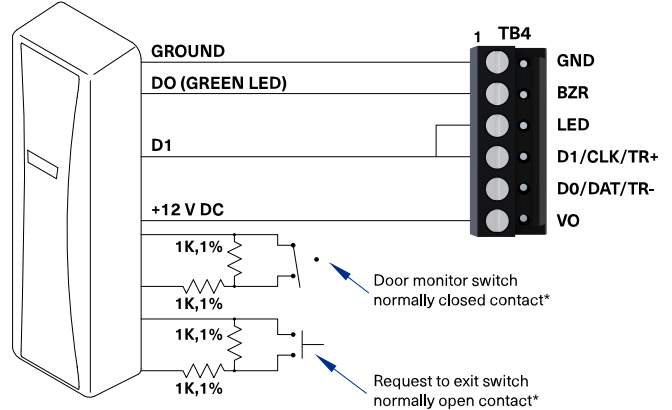 1 TB4
GROUND
GND
DO (GREEN LED)
BZR
LED
D1
D1/CLK/TR+
D0/DAT/TR-
+12 V DC
VO
1K,1%
1K,1%
Door monitor switch
normally closed contact*
1K,1%
1K,1%
Request to exit switch
normally open contact*